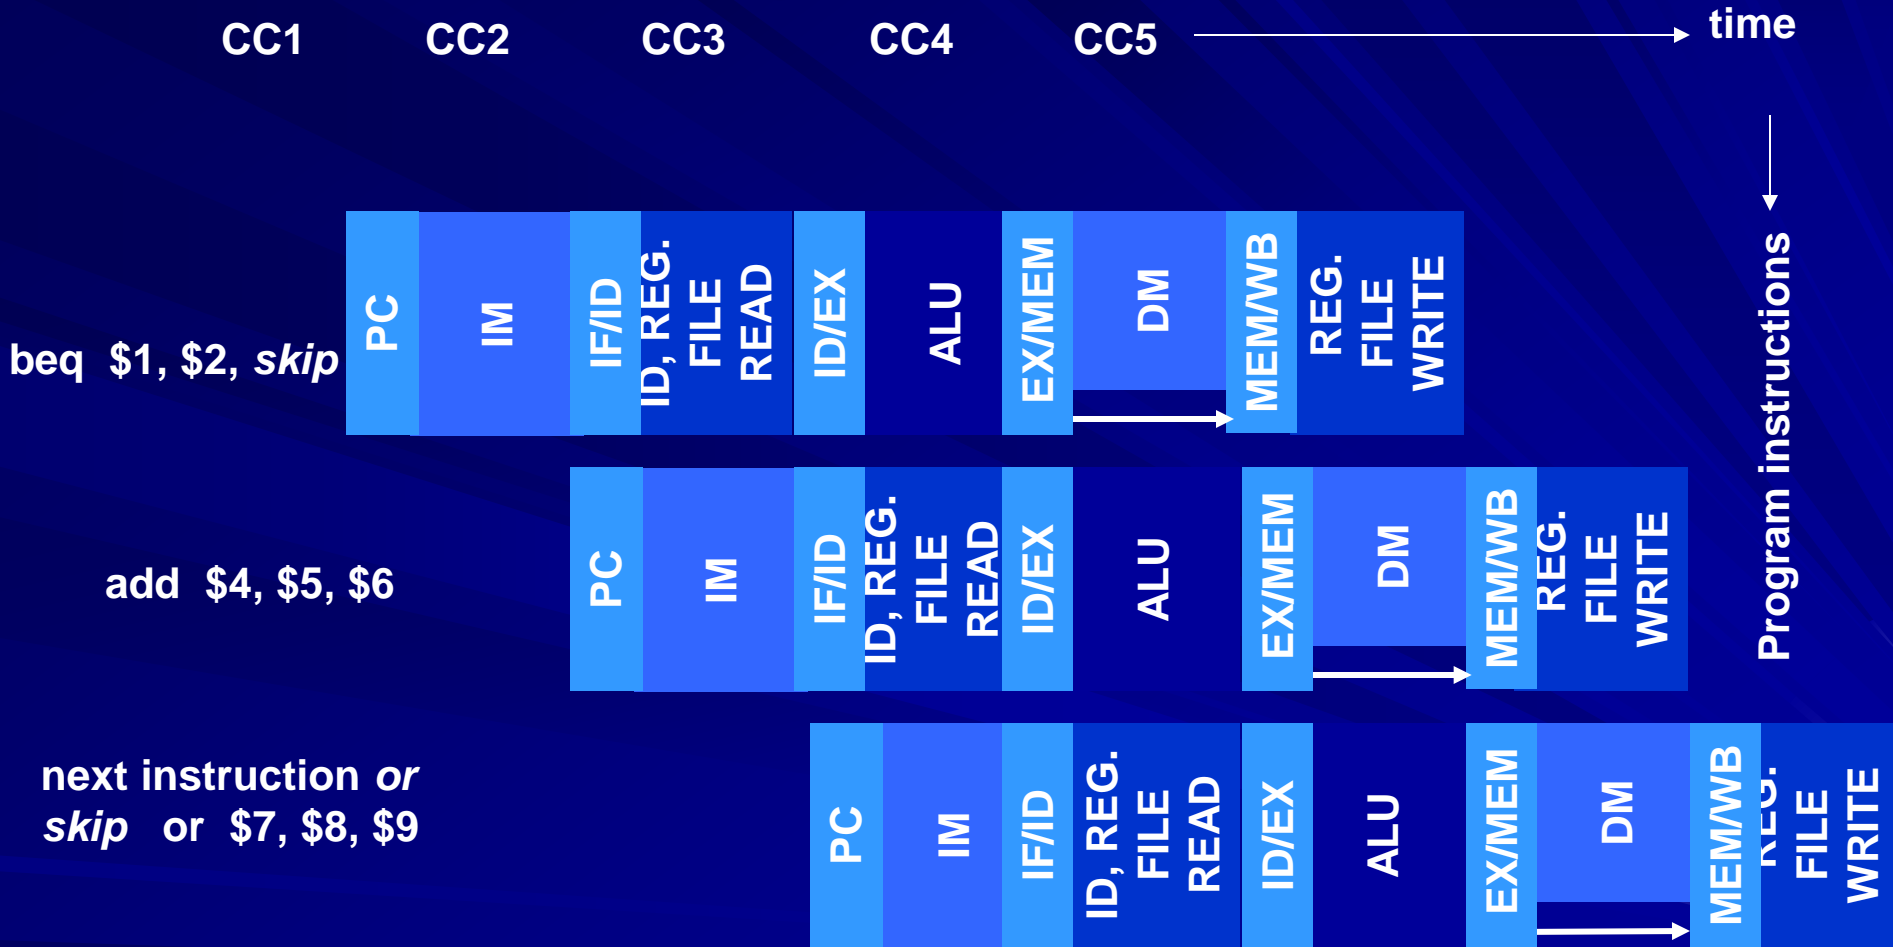 CC1 CC2 CC3 CC4 CC5 time
Program instructions
beq $1, $2, skip
PC
IM
IF/ID
ID, REG.
FILE
READ
ID/EX
ALU
EX/MEM
DM
MEM/WB
REG.
FILE
WRITE
add $4, $5, $6
PC
IM
IF/ID
ID, REG.
FILE
READ
ID/EX
ALU
EX/MEM
DM
MEM/WB
REG.
FILE
WRITE
next instruction or
skip or $7, $8, $9
PC
IM
IF/ID
ID, REG.
FILE
READ
ID/EX
ALU
EX/MEM
DM
MEM/WB
REG.
FILE
WRITE